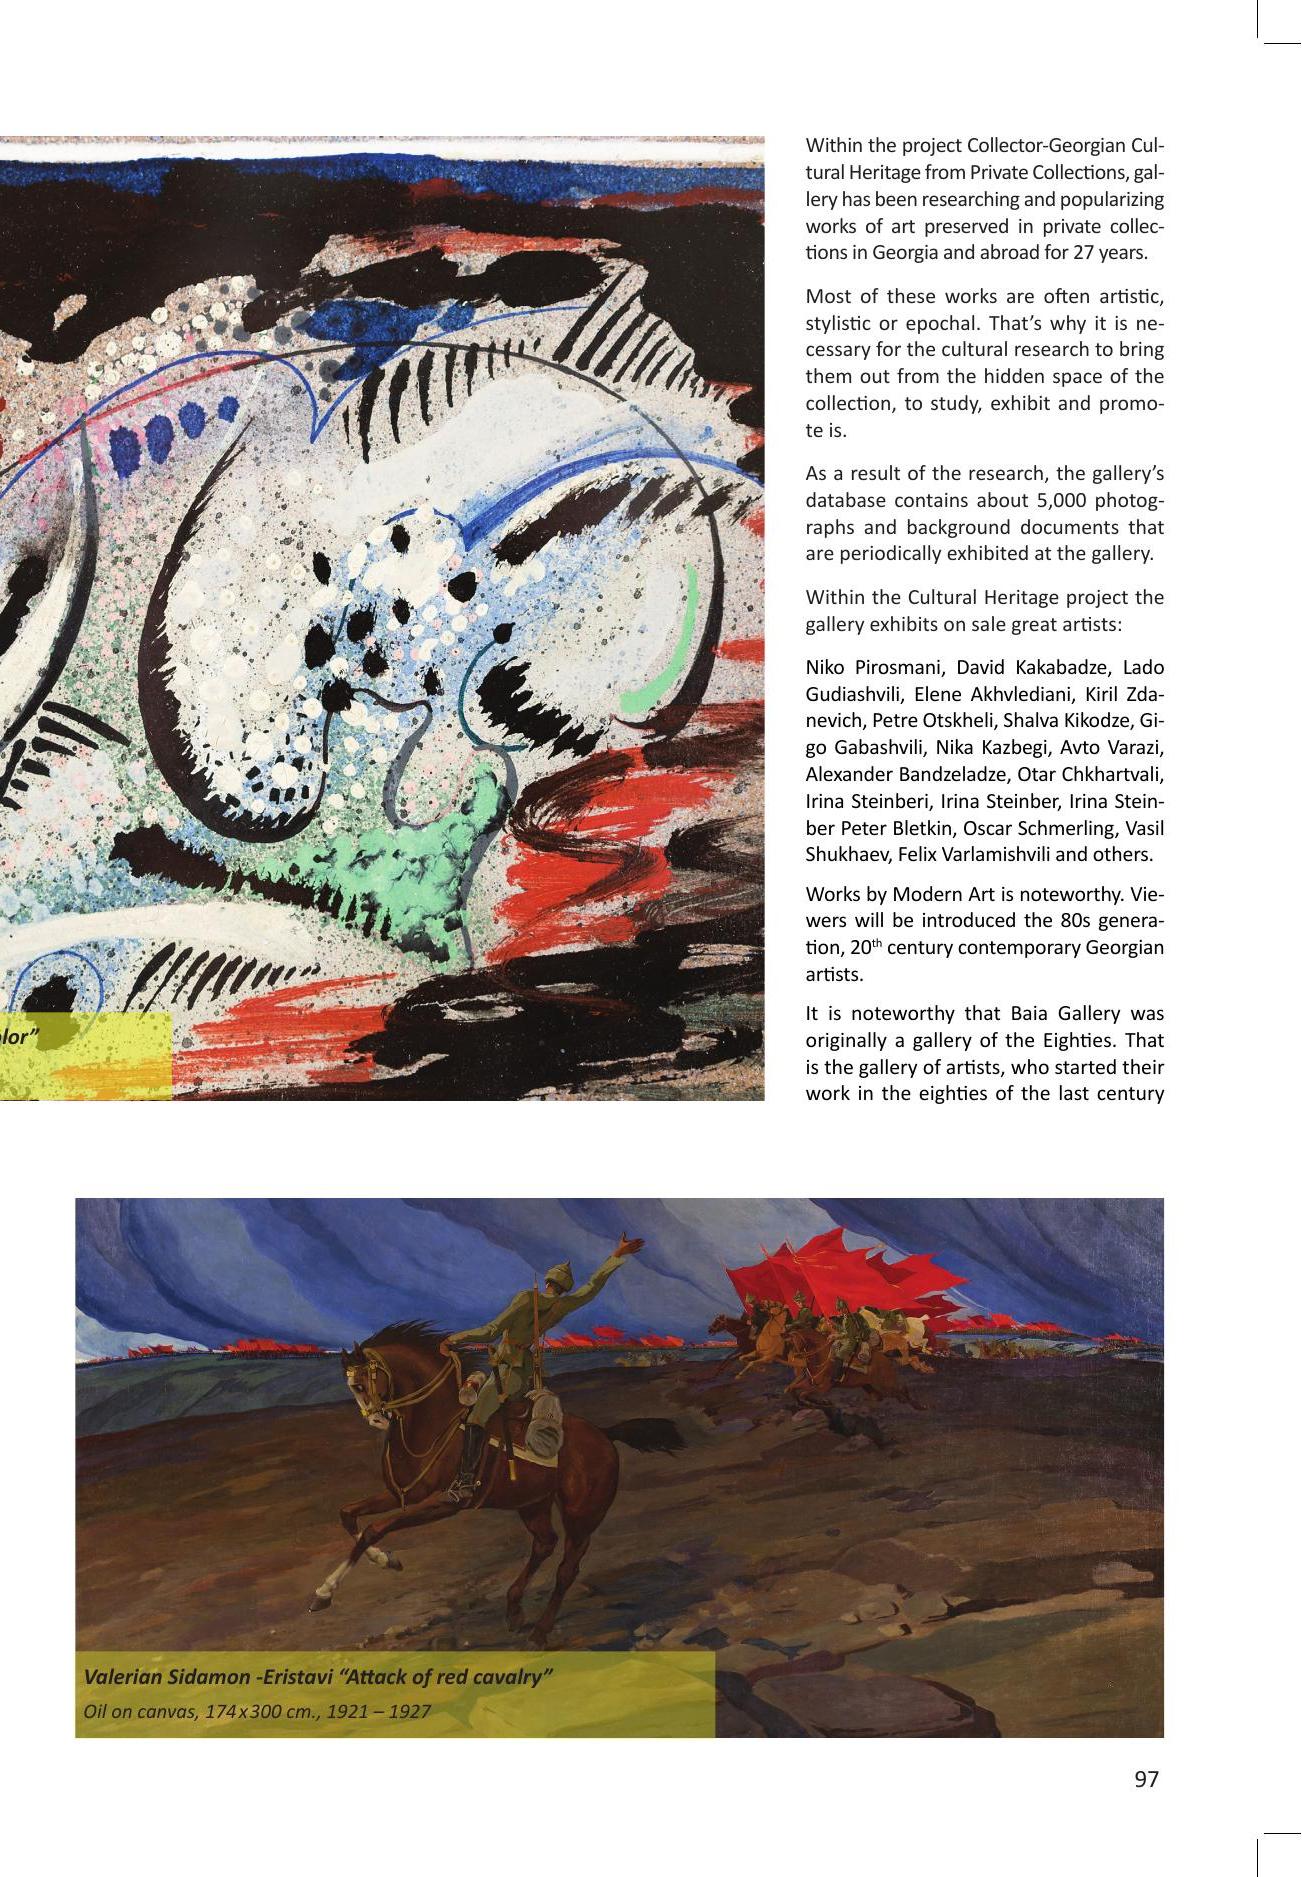 Within the project Collector-Georgian Cul-
tural Heritage from Private Collections, gal-
lery has been researching and popularizing
works of art preserved in private collec-
tions in Georgia and abroad for 27 years.
Most of these works are often artistic,
stylistic or epochal. That’s why it is ne-
cessary for the cultural research to bring
them out from the hidden space of the
collection, to study, exhibit and promo-
te is.
As a result of the research, the gallery’s
database contains about 5,000 photog-
raphs and background documents that
are periodically exhibited at the gallery.
Within the Cultural Heritage project the
gallery exhibits on sale great artists:
Niko Pirosmani, David Kakabadze, Lado
Gudiashvili, Elene Akhvlediani, Kiril Zda-
nevich, Petre Otskheli, Shalva Kikodze, Gi-
go Gabashvili, Nika Kazbegi, Avto Varazi,
Alexander Bandzeladze, Otar Chkhartvali,
Irina Steinberi, Irina Steinber, Irina Stein-
ber Peter Bletkin, Oscar Schmerling, Vasil
Shukhaev, Felix Varlamishvili and others.
Works by Modern Art is noteworthy. Vie-
wers will be introduced the 80s genera-
tion, 20th century contemporary Georgian
artists.
It is noteworthy that Baia Gallery was
originally a gallery of the Eighties. That
is the gallery of artists, who started their
work in the eighties of the last century
lor”
Valerian Sidamon -Eristavi “Attack of red cavalry”
Oil on canvas, 174x300 cm., 1921 – 1927
97